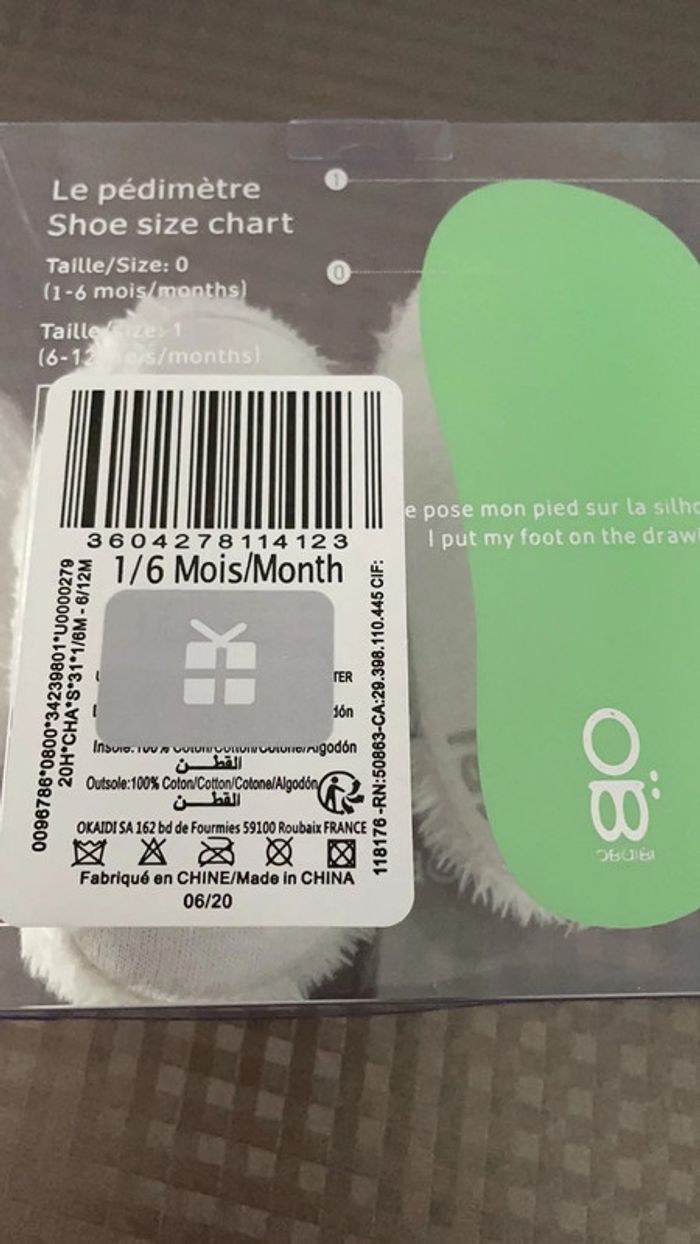 Le pédimètre
Shoe size chart
Taille/Size: 0
(1-6 mois/months)
Taille/Size: 1
(6-12 mois/months)
1
0
e pose mon pied sur la silho
I put my foot on the draw
3604278114123
1/6 Mois/Month
0096786*0800*34239801*U0000279
20H*CHA*S*31*1/6M - 6/12M
118176 -RN:50863-CA:29.398.110.445 CIF:
TER
dón
Insole:100% Coton/Cotton/Cotone/Algodón
القطن
Outsole:100% Coton/Cotton/Cotone/Algodón
القطن
OKAIDI SA 162 bd de Fourmies 59100 Roubaix FRANCE
Fabriqué en CHINE/Made in CHINA
06/20